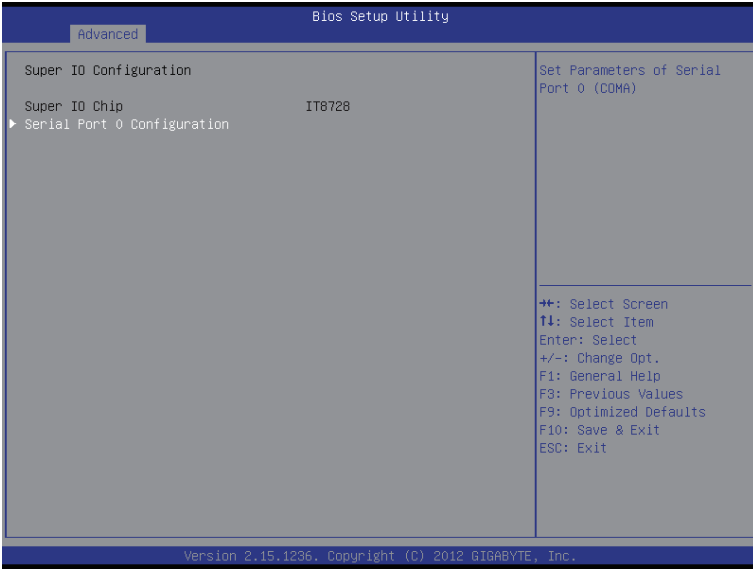 Bios Setup Utility
Advanced
Super IO Configuration
Super IO Chip IT8728
Serial Port 0 Configuration
Set Parameters of Serial
Port 0 (COMA)
→←: Select Screen
↑↓: Select Item
Enter: Select
+/-: Change Opt.
F1: General Help
F3: Previous Values
F9: Optimized Defaults
F10: Save & Exit
ESC: Exit
Version 2.15.1236. Copyright (C) 2012 GIGABYTE, Inc.